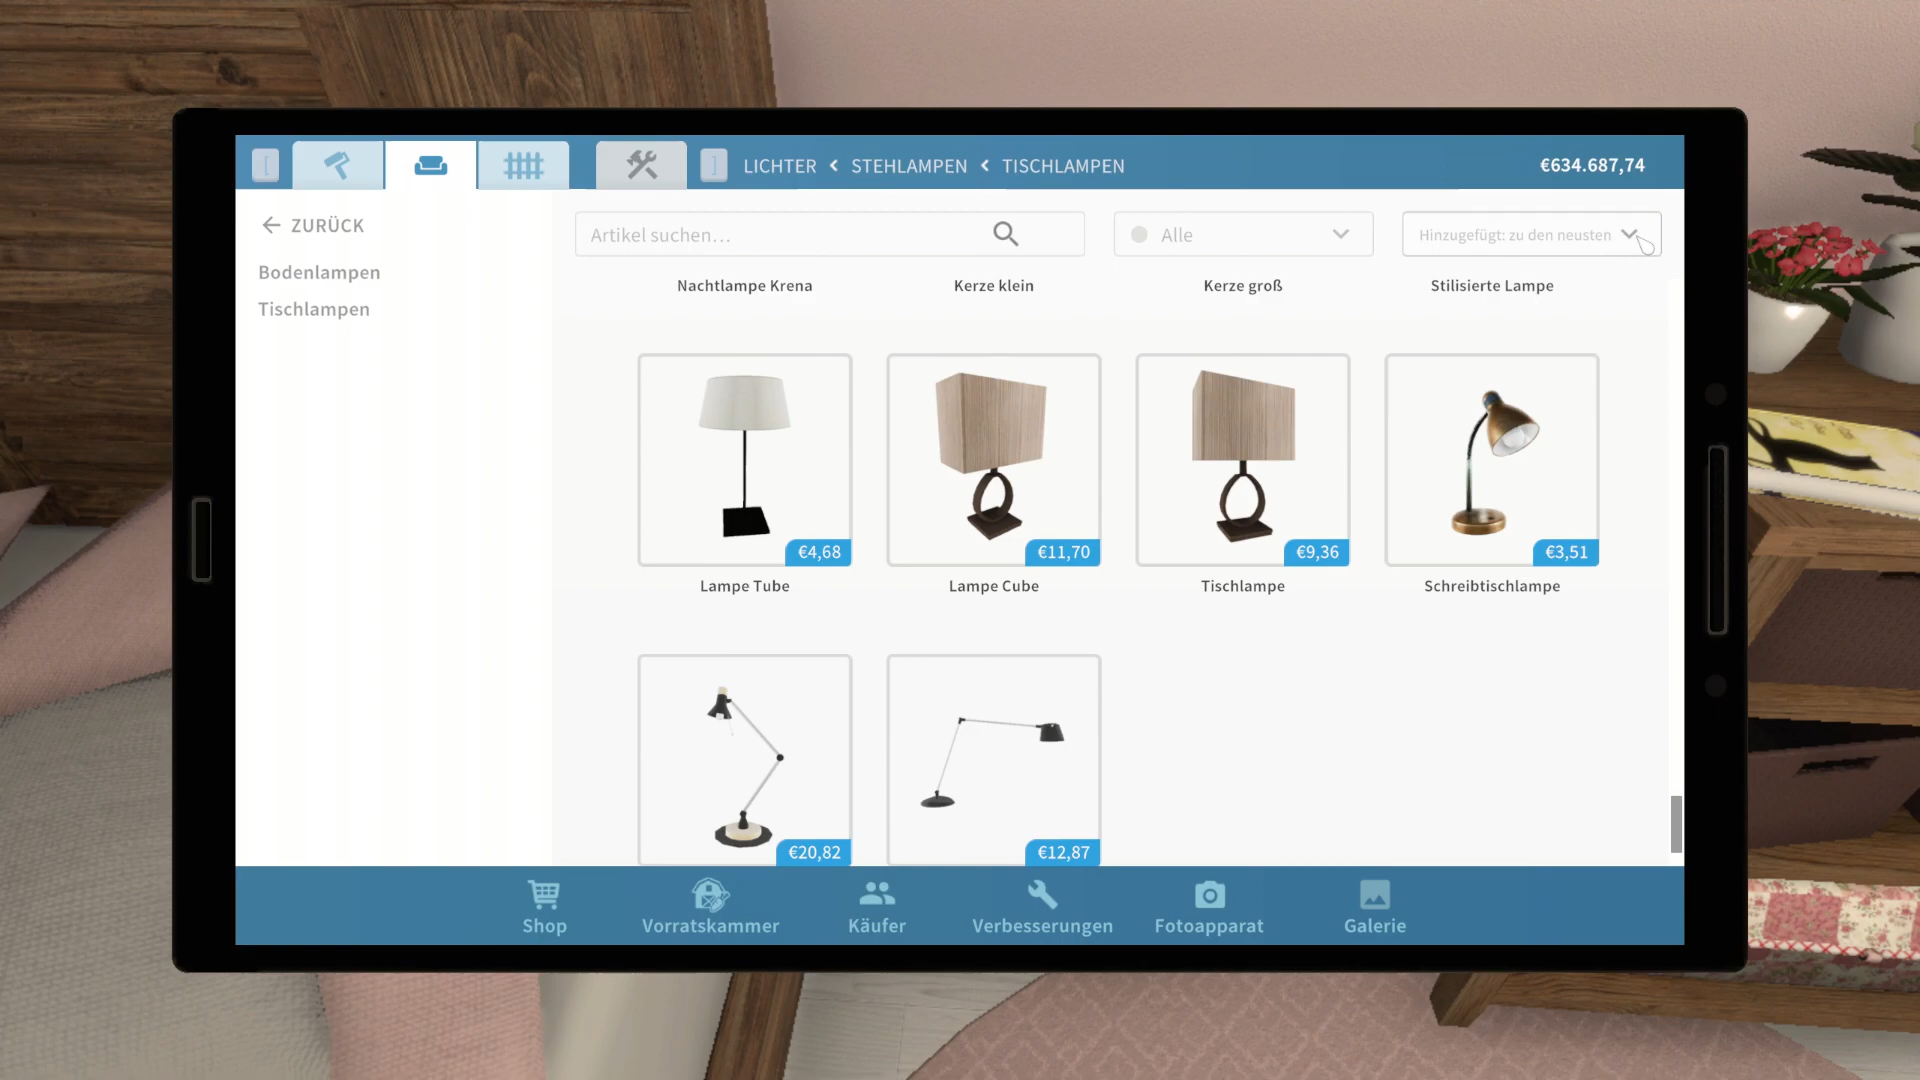 [
]
LICHTER < STEHLAMPEN < TISCHLAMPEN
€634.687,74
ZURÜCK
Bodenlampen
Tischlampen
Artikel suchen...
Alle
Hinzugefügt: zu den neusten
Nachtlampe Krena
Kerze klein
Kerze groß
Stilisierte Lampe
€4,68
€11,70
€9,36
€3,51
Lampe Tube
Lampe Cube
Tischlampe
Schreibtischlampe
€20,82
€12,87
Shop
Vorratskammer
Käufer
Verbesserungen
Fotoapparat
Galerie